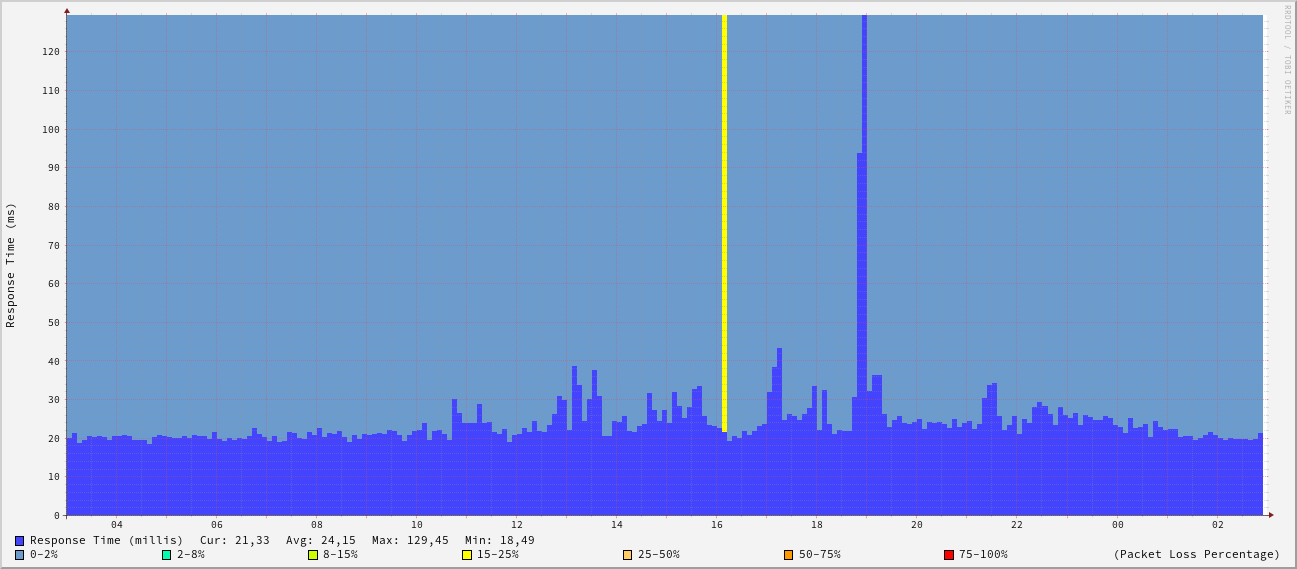 RRDTOOL / TOBI OETIKER
Response Time (ms)
120
110
100
90
80
70
60
50
40
30
20
10
0
04 06 08 10 12 14 16 18 20 22 00 02
Response Time (millis) Cur: 21,33 Avg: 24,15 Max: 129,45 Min: 18,49
0-2% 2-8% 8-15% 15-25% 25-50% 50-75% 75-100% (Packet Loss Percentage)